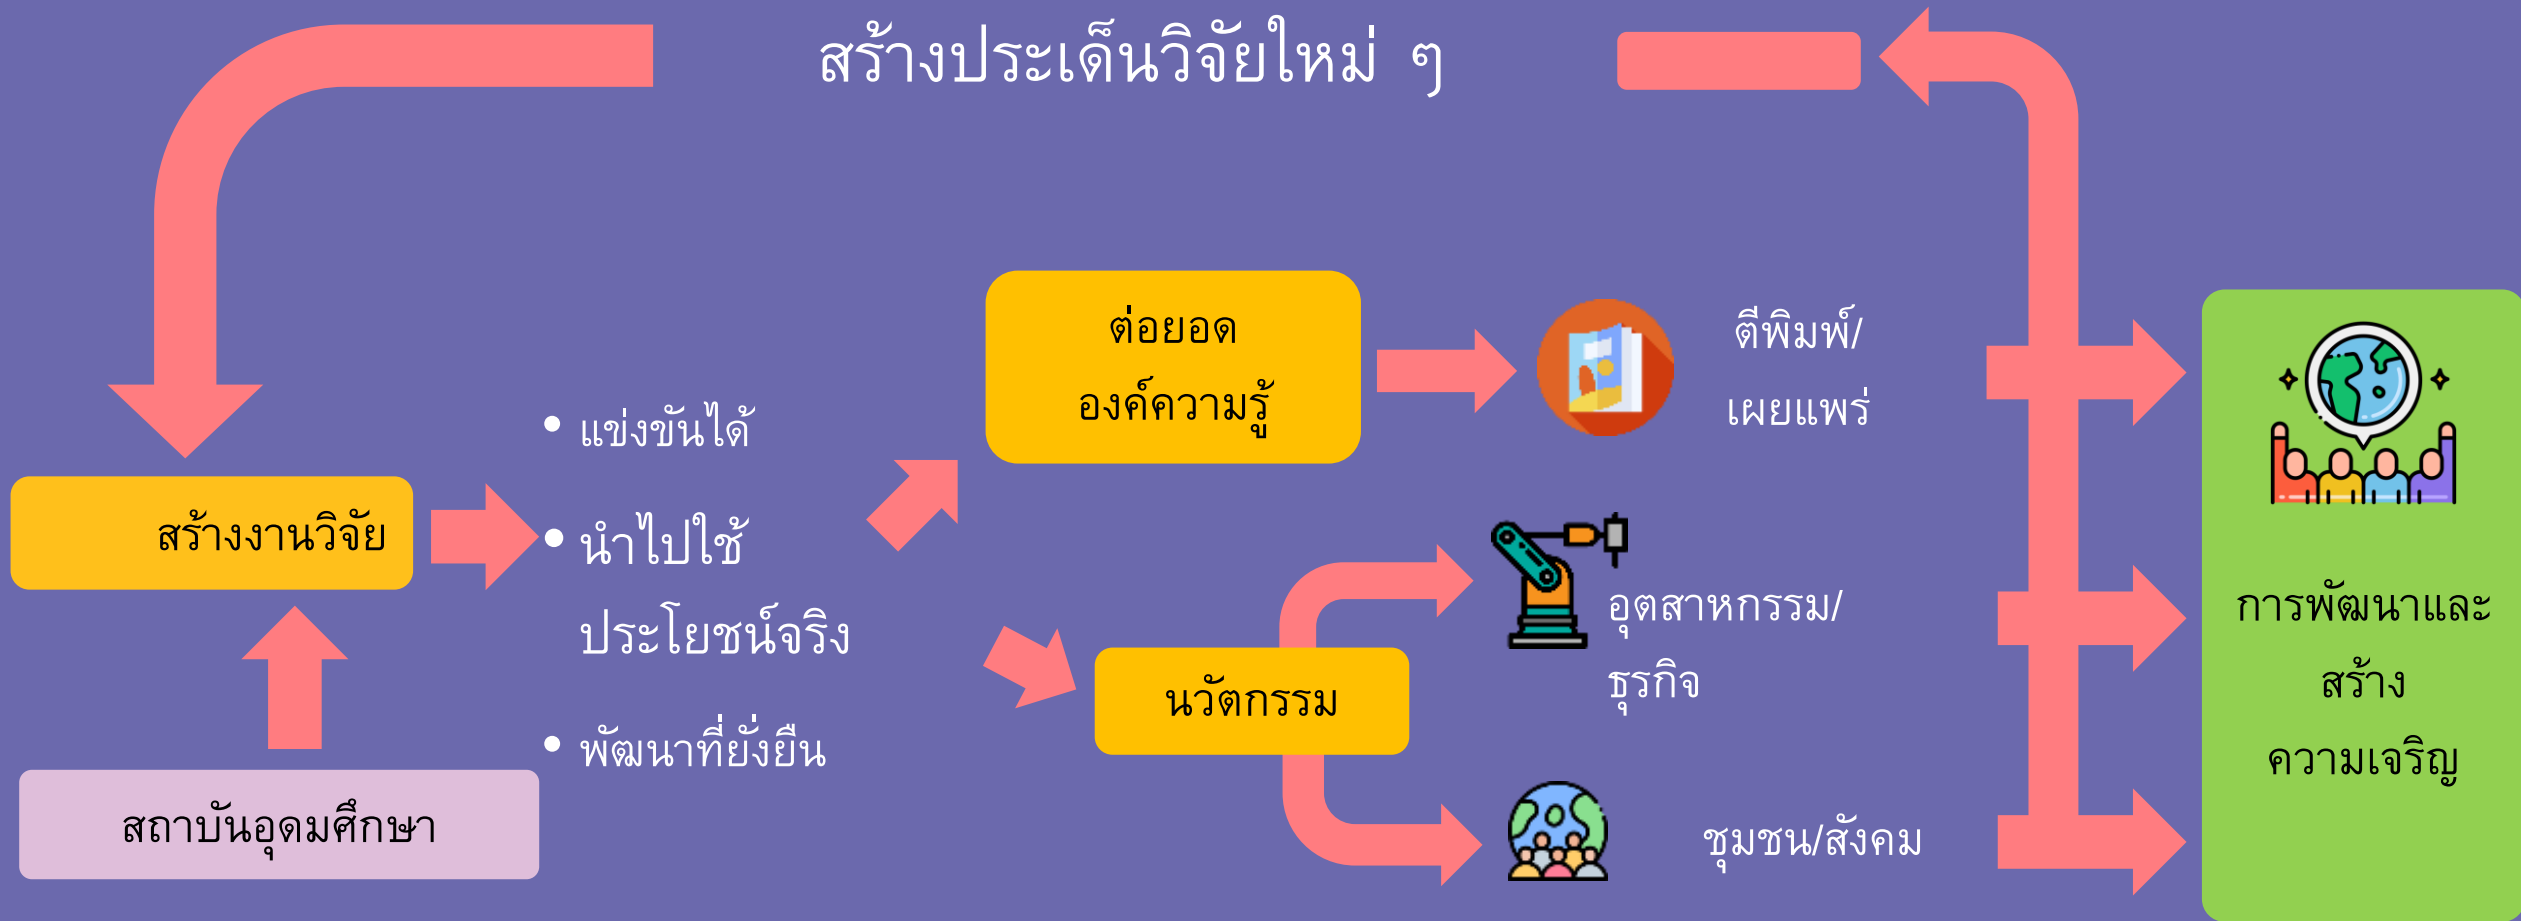 สร้างประเด็นวิจัยใหม่ ๆ
สร้างงานวิจัย
สถาบันอุดมศึกษา
• แข่งขันได้
• นำไปใช้
ประโยชน์จริง
• พัฒนาที่ยั่งยืน
ต่อยอด
องค์ความรู้
นวัตกรรม
ตีพิมพ์/
เผยแพร่
อุตสาหกรรม/
ธุรกิจ
ชุมชน/สังคม
การพัฒนาและ
สร้าง
ความเจริญ